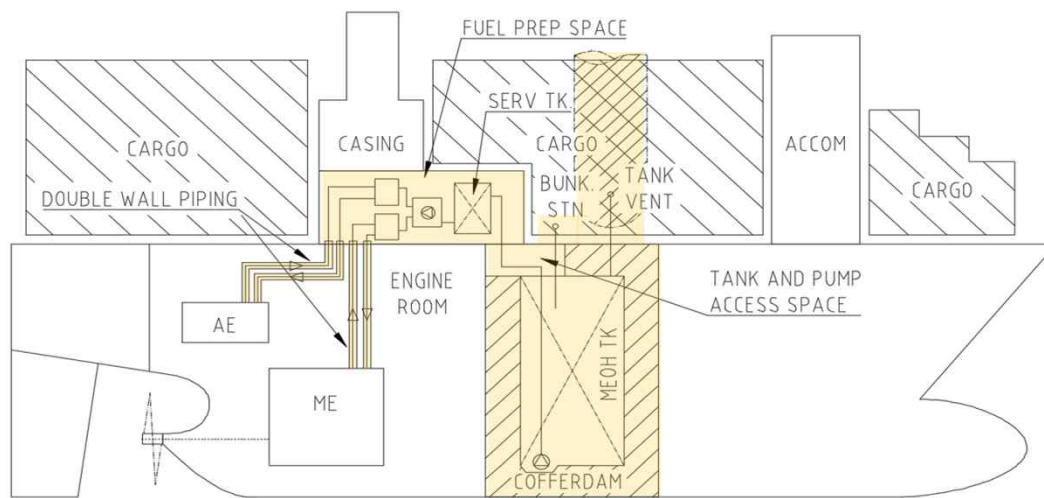 FUEL PREP SPACE
SERV TK.
CARGO
CASING
CARGO
ACCOM
CARGO
BUNK.
STN
TANK
VENT
DOUBLE WALL PIPING
ENGINE
ROOM
TANK AND PUMP
ACCESS SPACE
AE
ME
MEOH TK
COFFERDAM